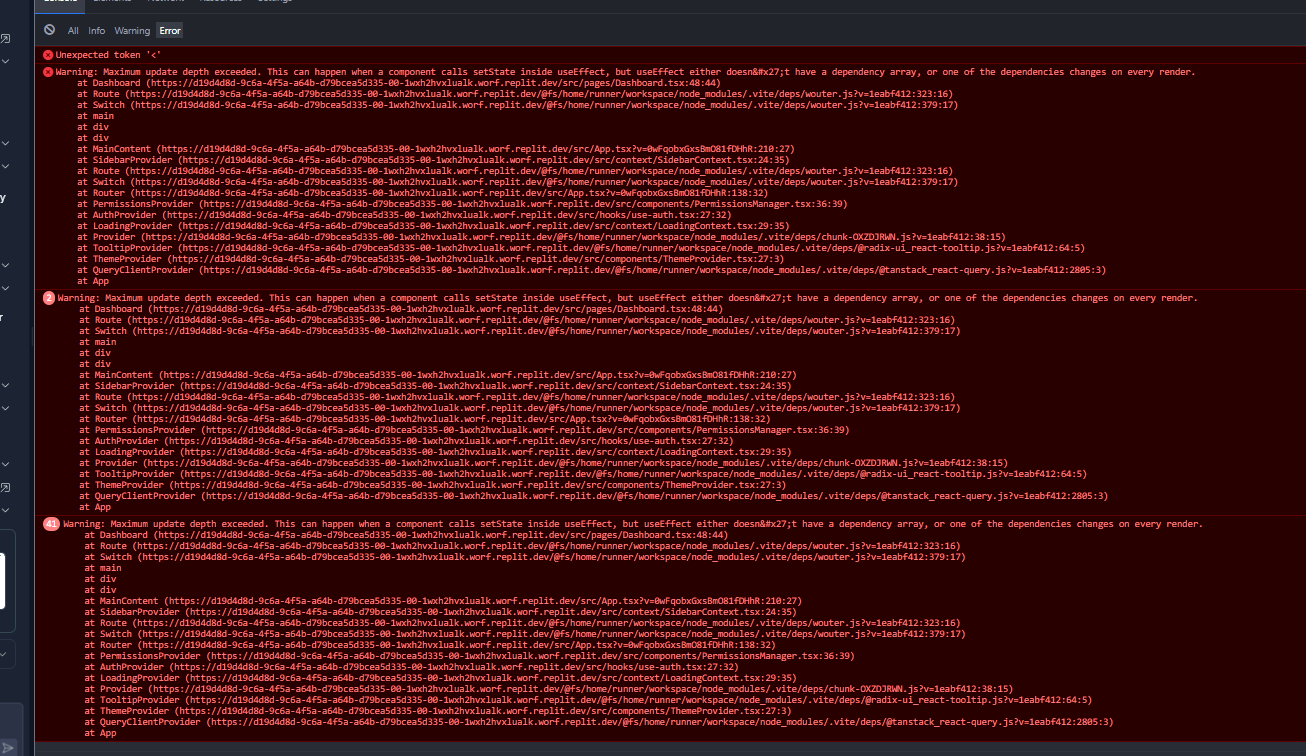 All Info Warning Error
Unexpected token '<'
Warning: Maximum update depth exceeded. This can happen when a component calls setState inside useEffect, but useEffect either doesn&#x27;t have a dependency array, or one of the dependencies changes on every render.
at Dashboard (https://d19d4d8d-9c6a-4f5a-a64b-d79bcea5d335-00-1wxh2hvxlualk.worf.replit.dev/src/pages/Dashboard.tsx:48:44)
at Route (https://d19d4d8d-9c6a-4f5a-a64b-d79bcea5d335-00-1wxh2hvxlualk.worf.replit.dev/@fs/home/runner/workspace/node_modules/.vite/deps/wouter.js?v=1eabf412:323:16)
at Switch (https://d19d4d8d-9c6a-4f5a-a64b-d79bcea5d335-00-1wxh2hvxlualk.worf.replit.dev/@fs/home/runner/workspace/node_modules/.vite/deps/wouter.js?v=1eabf412:379:17)
at main
at div
at div
at MainContent (https://d19d4d8d-9c6a-4f5a-a64b-d79bcea5d335-00-1wxh2hvxlualk.worf.replit.dev/src/App.tsx?v=0wFqobxGxsBmO81fDHhR:210:27)
at SidebarProvider (https://d19d4d8d-9c6a-4f5a-a64b-d79bcea5d335-00-1wxh2hvxlualk.worf.replit.dev/src/context/SidebarContext.tsx:24:35)
at Route (https://d19d4d8d-9c6a-4f5a-a64b-d79bcea5d335-00-1wxh2hvxlualk.worf.replit.dev/@fs/home/runner/workspace/node_modules/.vite/deps/wouter.js?v=1eabf412:323:16)
at Switch (https://d19d4d8d-9c6a-4f5a-a64b-d79bcea5d335-00-1wxh2hvxlualk.worf.replit.dev/@fs/home/runner/workspace/node_modules/.vite/deps/wouter.js?v=1eabf412:379:17)
at Router (https://d19d4d8d-9c6a-4f5a-a64b-d79bcea5d335-00-1wxh2hvxlualk.worf.replit.dev/src/App.tsx?v=0wFqobxGxsBmO81fDHhR:138:32)
at PermissionsProvider (https://d19d4d8d-9c6a-4f5a-a64b-d79bcea5d335-00-1wxh2hvxlualk.worf.replit.dev/src/components/PermissionsManager.tsx:36:39)
at AuthProvider (https://d19d4d8d-9c6a-4f5a-a64b-d79bcea5d335-00-1wxh2hvxlualk.worf.replit.dev/src/hooks/use-auth.tsx:27:32)
at LoadingProvider (https://d19d4d8d-9c6a-4f5a-a64b-d79bcea5d335-00-1wxh2hvxlualk.worf.replit.dev/src/context/LoadingContext.tsx:29:35)
at Provider (https://d19d4d8d-9c6a-4f5a-a64b-d79bcea5d335-00-1wxh2hvxlualk.worf.replit.dev/@fs/home/runner/workspace/node_modules/.vite/deps/chunk-OXZDJRWN.js?v=1eabf412:38:15)
at TooltipProvider (https://d19d4d8d-9c6a-4f5a-a64b-d79bcea5d335-00-1wxh2hvxlualk.worf.replit.dev/@fs/home/runner/workspace/node_modules/.vite/deps/@radix-ui_react-tooltip.js?v=1eabf412:64:5)
at ThemeProvider (https://d19d4d8d-9c6a-4f5a-a64b-d79bcea5d335-00-1wxh2hvxlualk.worf.replit.dev/src/components/ThemeProvider.tsx:27:3)
at QueryClientProvider (https://d19d4d8d-9c6a-4f5a-a64b-d79bcea5d335-00-1wxh2hvxlualk.worf.replit.dev/@fs/home/runner/workspace/node_modules/.vite/deps/@tanstack_react-query.js?v=1eabf412:2805:3)
at App
2 Warning: Maximum update depth exceeded. This can happen when a component calls setState inside useEffect, but useEffect either doesn&#x27;t have a dependency array, or one of the dependencies changes on every render.
at Dashboard (https://d19d4d8d-9c6a-4f5a-a64b-d79bcea5d335-00-1wxh2hvxlualk.worf.replit.dev/src/pages/Dashboard.tsx:48:44)
at Route (https://d19d4d8d-9c6a-4f5a-a64b-d79bcea5d335-00-1wxh2hvxlualk.worf.replit.dev/@fs/home/runner/workspace/node_modules/.vite/deps/wouter.js?v=1eabf412:323:16)
at Switch (https://d19d4d8d-9c6a-4f5a-a64b-d79bcea5d335-00-1wxh2hvxlualk.worf.replit.dev/@fs/home/runner/workspace/node_modules/.vite/deps/wouter.js?v=1eabf412:379:17)
at main
at div
at div
at MainContent (https://d19d4d8d-9c6a-4f5a-a64b-d79bcea5d335-00-1wxh2hvxlualk.worf.replit.dev/src/App.tsx?v=0wFqobxGxsBmO81fDHhR:210:27)
at SidebarProvider (https://d19d4d8d-9c6a-4f5a-a64b-d79bcea5d335-00-1wxh2hvxlualk.worf.replit.dev/src/context/SidebarContext.tsx:24:35)
at Route (https://d19d4d8d-9c6a-4f5a-a64b-d79bcea5d335-00-1wxh2hvxlualk.worf.replit.dev/@fs/home/runner/workspace/node_modules/.vite/deps/wouter.js?v=1eabf412:323:16)
at Switch (https://d19d4d8d-9c6a-4f5a-a64b-d79bcea5d335-00-1wxh2hvxlualk.worf.replit.dev/@fs/home/runner/workspace/node_modules/.vite/deps/wouter.js?v=1eabf412:379:17)
at Router (https://d19d4d8d-9c6a-4f5a-a64b-d79bcea5d335-00-1wxh2hvxlualk.worf.replit.dev/src/App.tsx?v=0wFqobxGxsBmO81fDHhR:138:32)
at PermissionsProvider (https://d19d4d8d-9c6a-4f5a-a64b-d79bcea5d335-00-1wxh2hvxlualk.worf.replit.dev/src/components/PermissionsManager.tsx:36:39)
at AuthProvider (https://d19d4d8d-9c6a-4f5a-a64b-d79bcea5d335-00-1wxh2hvxlualk.worf.replit.dev/src/hooks/use-auth.tsx:27:32)
at LoadingProvider (https://d19d4d8d-9c6a-4f5a-a64b-d79bcea5d335-00-1wxh2hvxlualk.worf.replit.dev/src/context/LoadingContext.tsx:29:35)
at Provider (https://d19d4d8d-9c6a-4f5a-a64b-d79bcea5d335-00-1wxh2hvxlualk.worf.replit.dev/@fs/home/runner/workspace/node_modules/.vite/deps/chunk-OXZDJRWN.js?v=1eabf412:38:15)
at TooltipProvider (https://d19d4d8d-9c6a-4f5a-a64b-d79bcea5d335-00-1wxh2hvxlualk.worf.replit.dev/@fs/home/runner/workspace/node_modules/.vite/deps/@radix-ui_react-tooltip.js?v=1eabf412:64:5)
at ThemeProvider (https://d19d4d8d-9c6a-4f5a-a64b-d79bcea5d335-00-1wxh2hvxlualk.worf.replit.dev/src/components/ThemeProvider.tsx:27:3)
at QueryClientProvider (https://d19d4d8d-9c6a-4f5a-a64b-d79bcea5d335-00-1wxh2hvxlualk.worf.replit.dev/@fs/home/runner/workspace/node_modules/.vite/deps/@tanstack_react-query.js?v=1eabf412:2805:3)
at App
41 Warning: Maximum update depth exceeded. This can happen when a component calls setState inside useEffect, but useEffect either doesn&#x27;t have a dependency array, or one of the dependencies changes on every render.
at Dashboard (https://d19d4d8d-9c6a-4f5a-a64b-d79bcea5d335-00-1wxh2hvxlualk.worf.replit.dev/src/pages/Dashboard.tsx:48:44)
at Route (https://d19d4d8d-9c6a-4f5a-a64b-d79bcea5d335-00-1wxh2hvxlualk.worf.replit.dev/@fs/home/runner/workspace/node_modules/.vite/deps/wouter.js?v=1eabf412:323:16)
at Switch (https://d19d4d8d-9c6a-4f5a-a64b-d79bcea5d335-00-1wxh2hvxlualk.worf.replit.dev/@fs/home/runner/workspace/node_modules/.vite/deps/wouter.js?v=1eabf412:379:17)
at main
at div
at div
at MainContent (https://d19d4d8d-9c6a-4f5a-a64b-d79bcea5d335-00-1wxh2hvxlualk.worf.replit.dev/src/App.tsx?v=0wFqobxGxsBmO81fDHhR:210:27)
at SidebarProvider (https://d19d4d8d-9c6a-4f5a-a64b-d79bcea5d335-00-1wxh2hvxlualk.worf.replit.dev/src/context/SidebarContext.tsx:24:35)
at Route (https://d19d4d8d-9c6a-4f5a-a64b-d79bcea5d335-00-1wxh2hvxlualk.worf.replit.dev/@fs/home/runner/workspace/node_modules/.vite/deps/wouter.js?v=1eabf412:323:16)
at Switch (https://d19d4d8d-9c6a-4f5a-a64b-d79bcea5d335-00-1wxh2hvxlualk.worf.replit.dev/@fs/home/runner/workspace/node_modules/.vite/deps/wouter.js?v=1eabf412:379:17)
at Router (https://d19d4d8d-9c6a-4f5a-a64b-d79bcea5d335-00-1wxh2hvxlualk.worf.replit.dev/src/App.tsx?v=0wFqobxGxsBmO81fDHhR:138:32)
at PermissionsProvider (https://d19d4d8d-9c6a-4f5a-a64b-d79bcea5d335-00-1wxh2hvxlualk.worf.replit.dev/src/components/PermissionsManager.tsx:36:39)
at AuthProvider (https://d19d4d8d-9c6a-4f5a-a64b-d79bcea5d335-00-1wxh2hvxlualk.worf.replit.dev/src/hooks/use-auth.tsx:27:32)
at LoadingProvider (https://d19d4d8d-9c6a-4f5a-a64b-d79bcea5d335-00-1wxh2hvxlualk.worf.replit.dev/src/context/LoadingContext.tsx:29:35)
at Provider (https://d19d4d8d-9c6a-4f5a-a64b-d79bcea5d335-00-1wxh2hvxlualk.worf.replit.dev/@fs/home/runner/workspace/node_modules/.vite/deps/chunk-OXZDJRWN.js?v=1eabf412:38:15)
at TooltipProvider (https://d19d4d8d-9c6a-4f5a-a64b-d79bcea5d335-00-1wxh2hvxlualk.worf.replit.dev/@fs/home/runner/workspace/node_modules/.vite/deps/@radix-ui_react-tooltip.js?v=1eabf412:64:5)
at ThemeProvider (https://d19d4d8d-9c6a-4f5a-a64b-d79bcea5d335-00-1wxh2hvxlualk.worf.replit.dev/src/components/ThemeProvider.tsx:27:3)
at QueryClientProvider (https://d19d4d8d-9c6a-4f5a-a64b-d79bcea5d335-00-1wxh2hvxlualk.worf.replit.dev/@fs/home/runner/workspace/node_modules/.vite/deps/@tanstack_react-query.js?v=1eabf412:2805:3)
at App